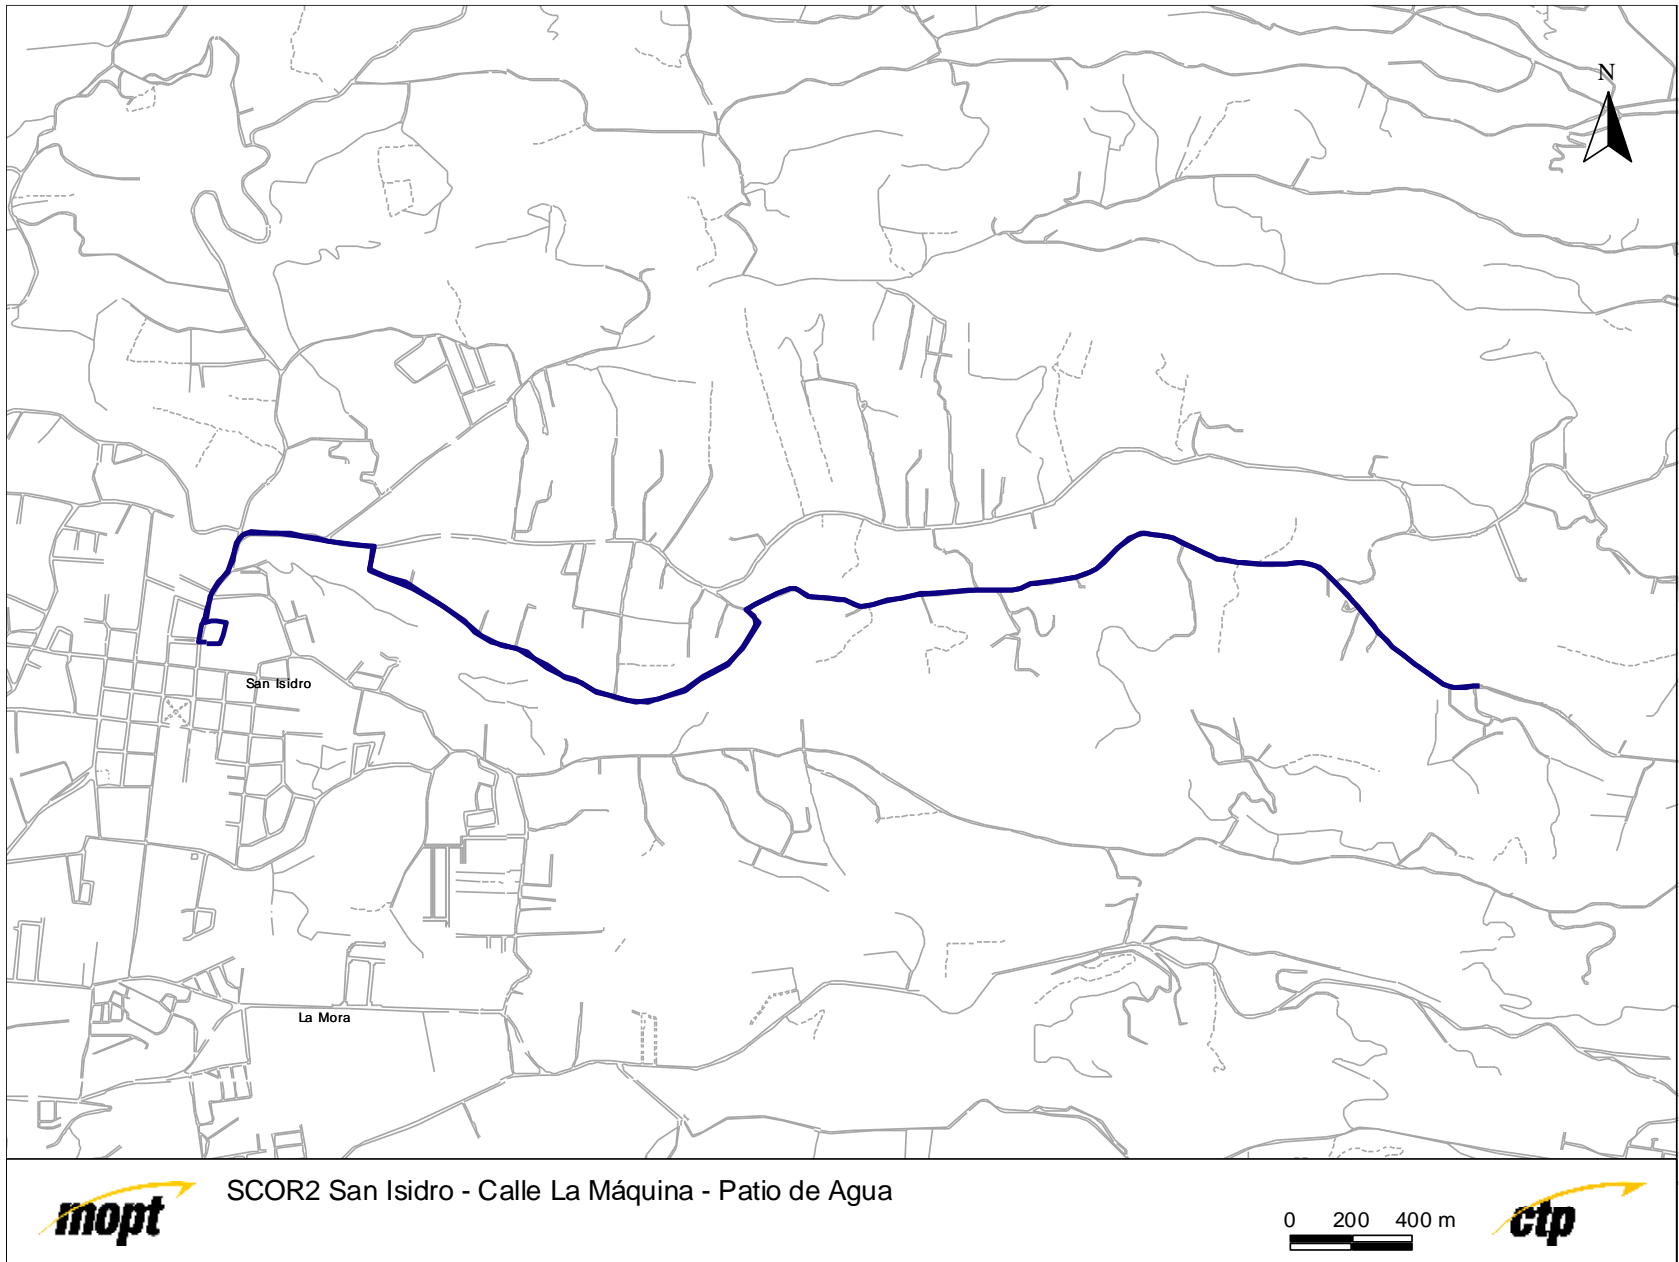 N
San Isidro
La Mora
mopt
SCOR2 San Isidro - Calle La Máquina - Patio de Agua
0 200 400 m
ctp